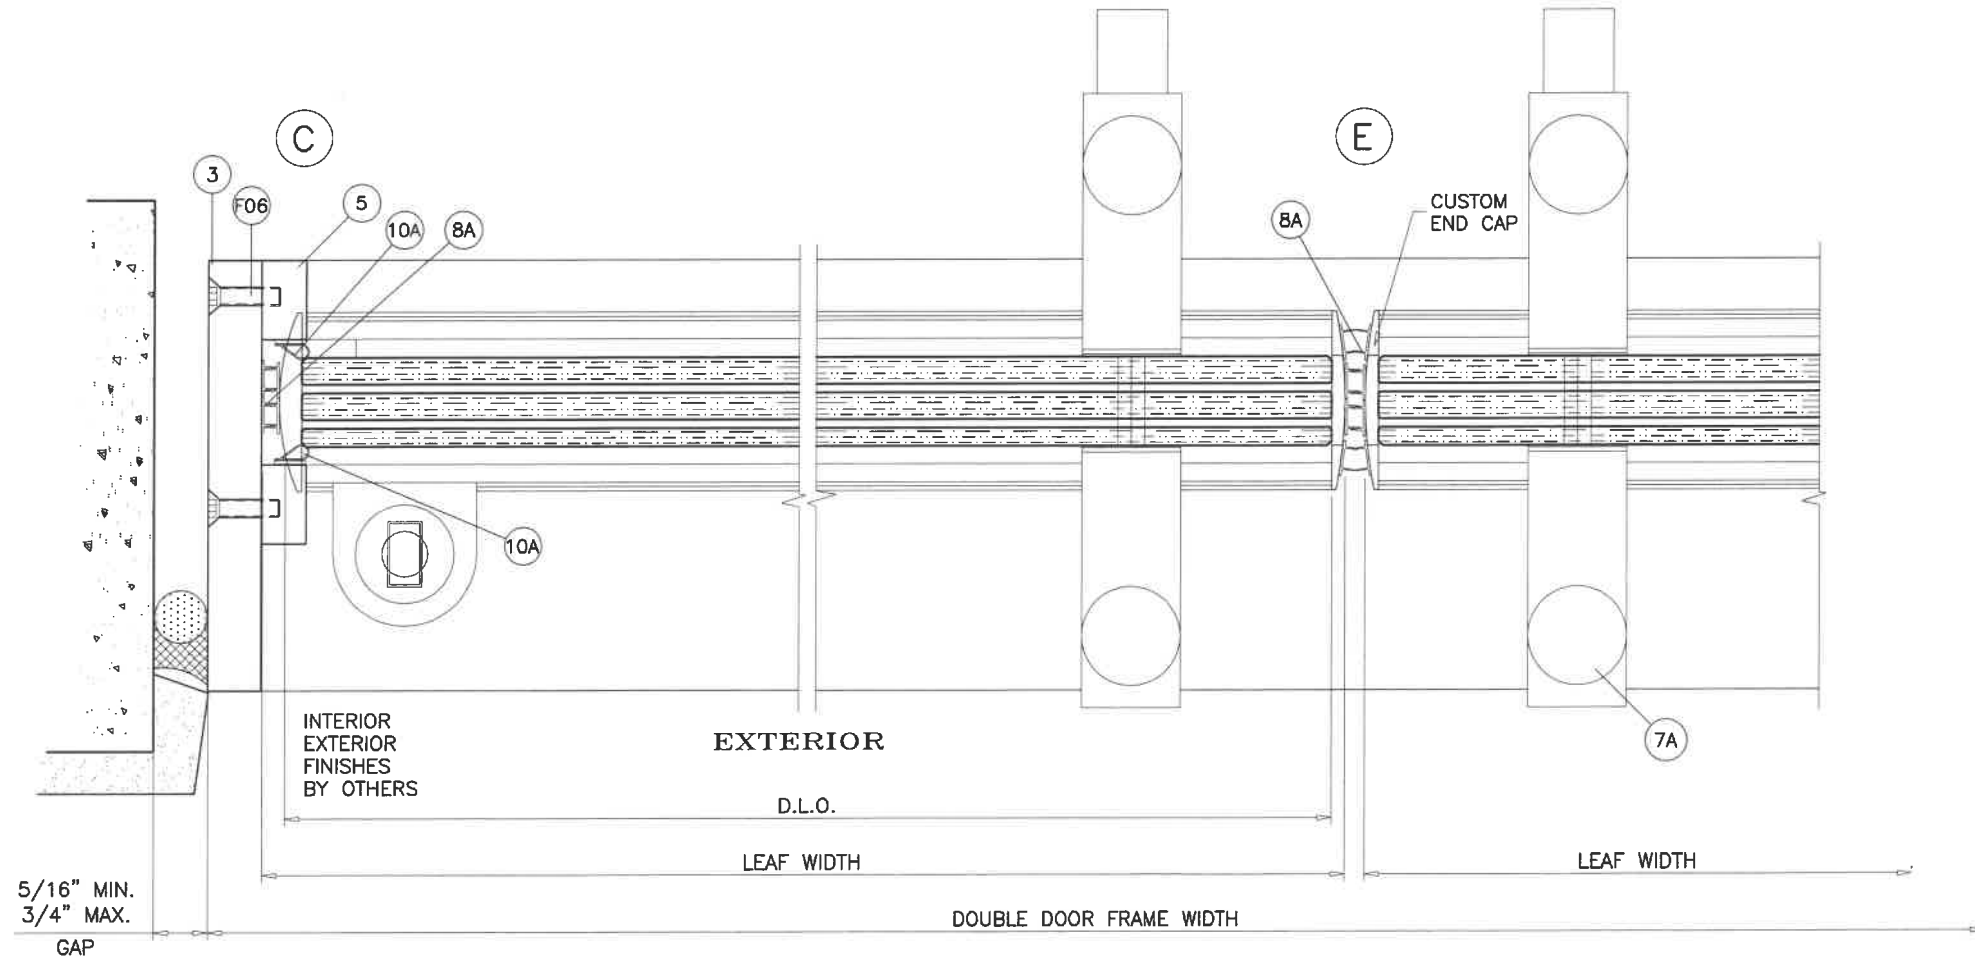 C
E
3
F06
5
10A
8A
8A
CUSTOM
END CAP
10A
7A
INTERIOR
EXTERIOR
FINISHES
BY OTHERS
EXTERIOR
D.L.O.
LEAF WIDTH
LEAF WIDTH
5/16" MIN.
3/4" MAX.
GAP
DOUBLE DOOR FRAME WIDTH